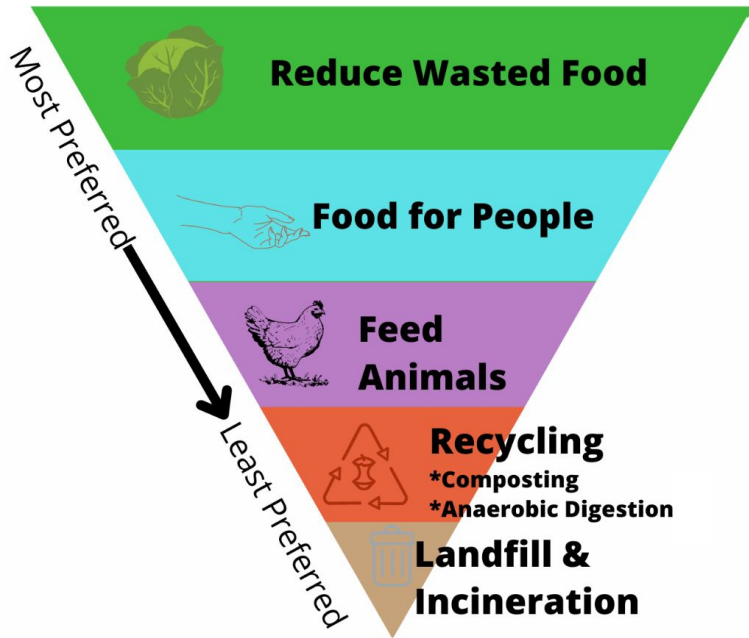 Most Preferred
Least Preferred
Reduce Wasted Food
Food for People
Feed
Animals
Recycling
*Composting
*Anaerobic Digestion
Landfill &
Incineration